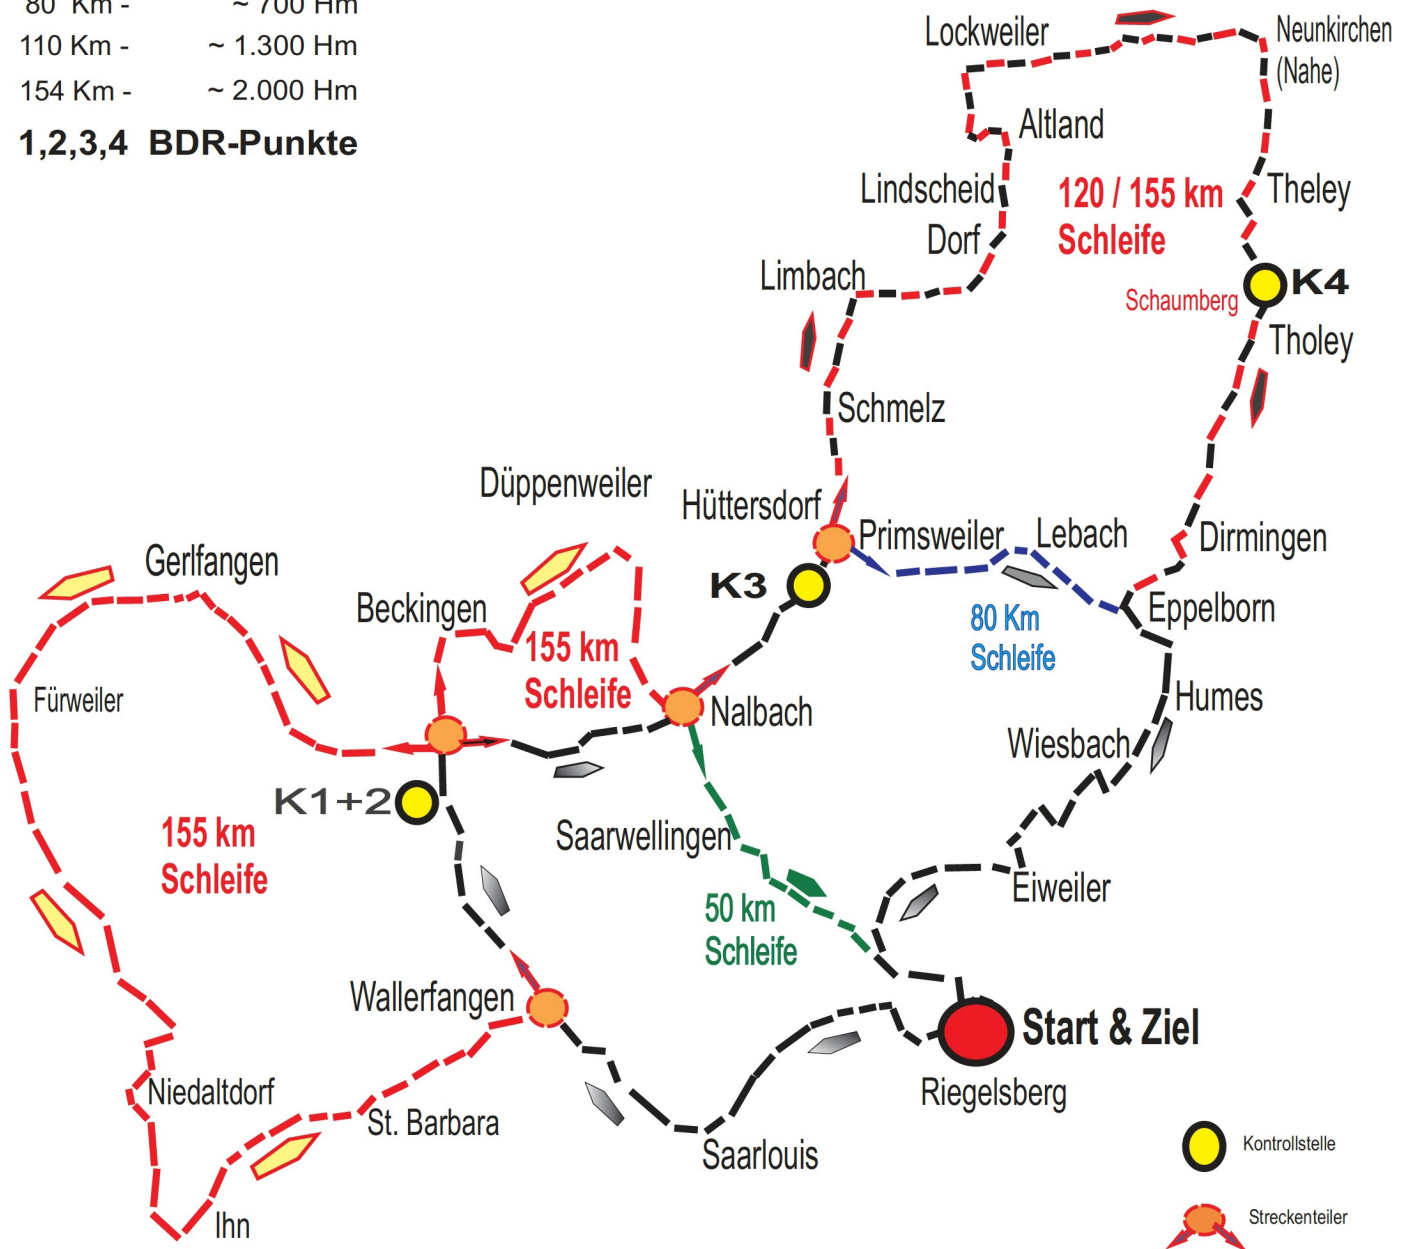 80 Km - ~ 700 Hm
110 Km - ~ 1.300 Hm
154 Km - ~ 2.000 Hm
1,2,3,4 BDR-Punkte
Lockweiler
Neunkirchen
(Nahe)
Altland
Lindscheid
120 / 155 km
Schleife
Theley
Dorf
Limbach
K4
Schaumberg
Tholey
Schmelz
Düppenweiler
Hüttersdorf
Primsweiler
Lebach
Dirmingen
Gerlfangen
Beckingen
K3
80 Km
Schleife
Eppelborn
155 km
Schleife
Fürweiler
Nalbach
Humes
Wiesbach
K1+2
155 km
Schleife
Saarwellingen
50 km
Schleife
Eiweiler
Wallerfangen
Start & Ziel
Riegelsberg
Niedaltdorf
St. Barbara
Saarlouis
Kontrollstelle
Ihn
Streckenteiler